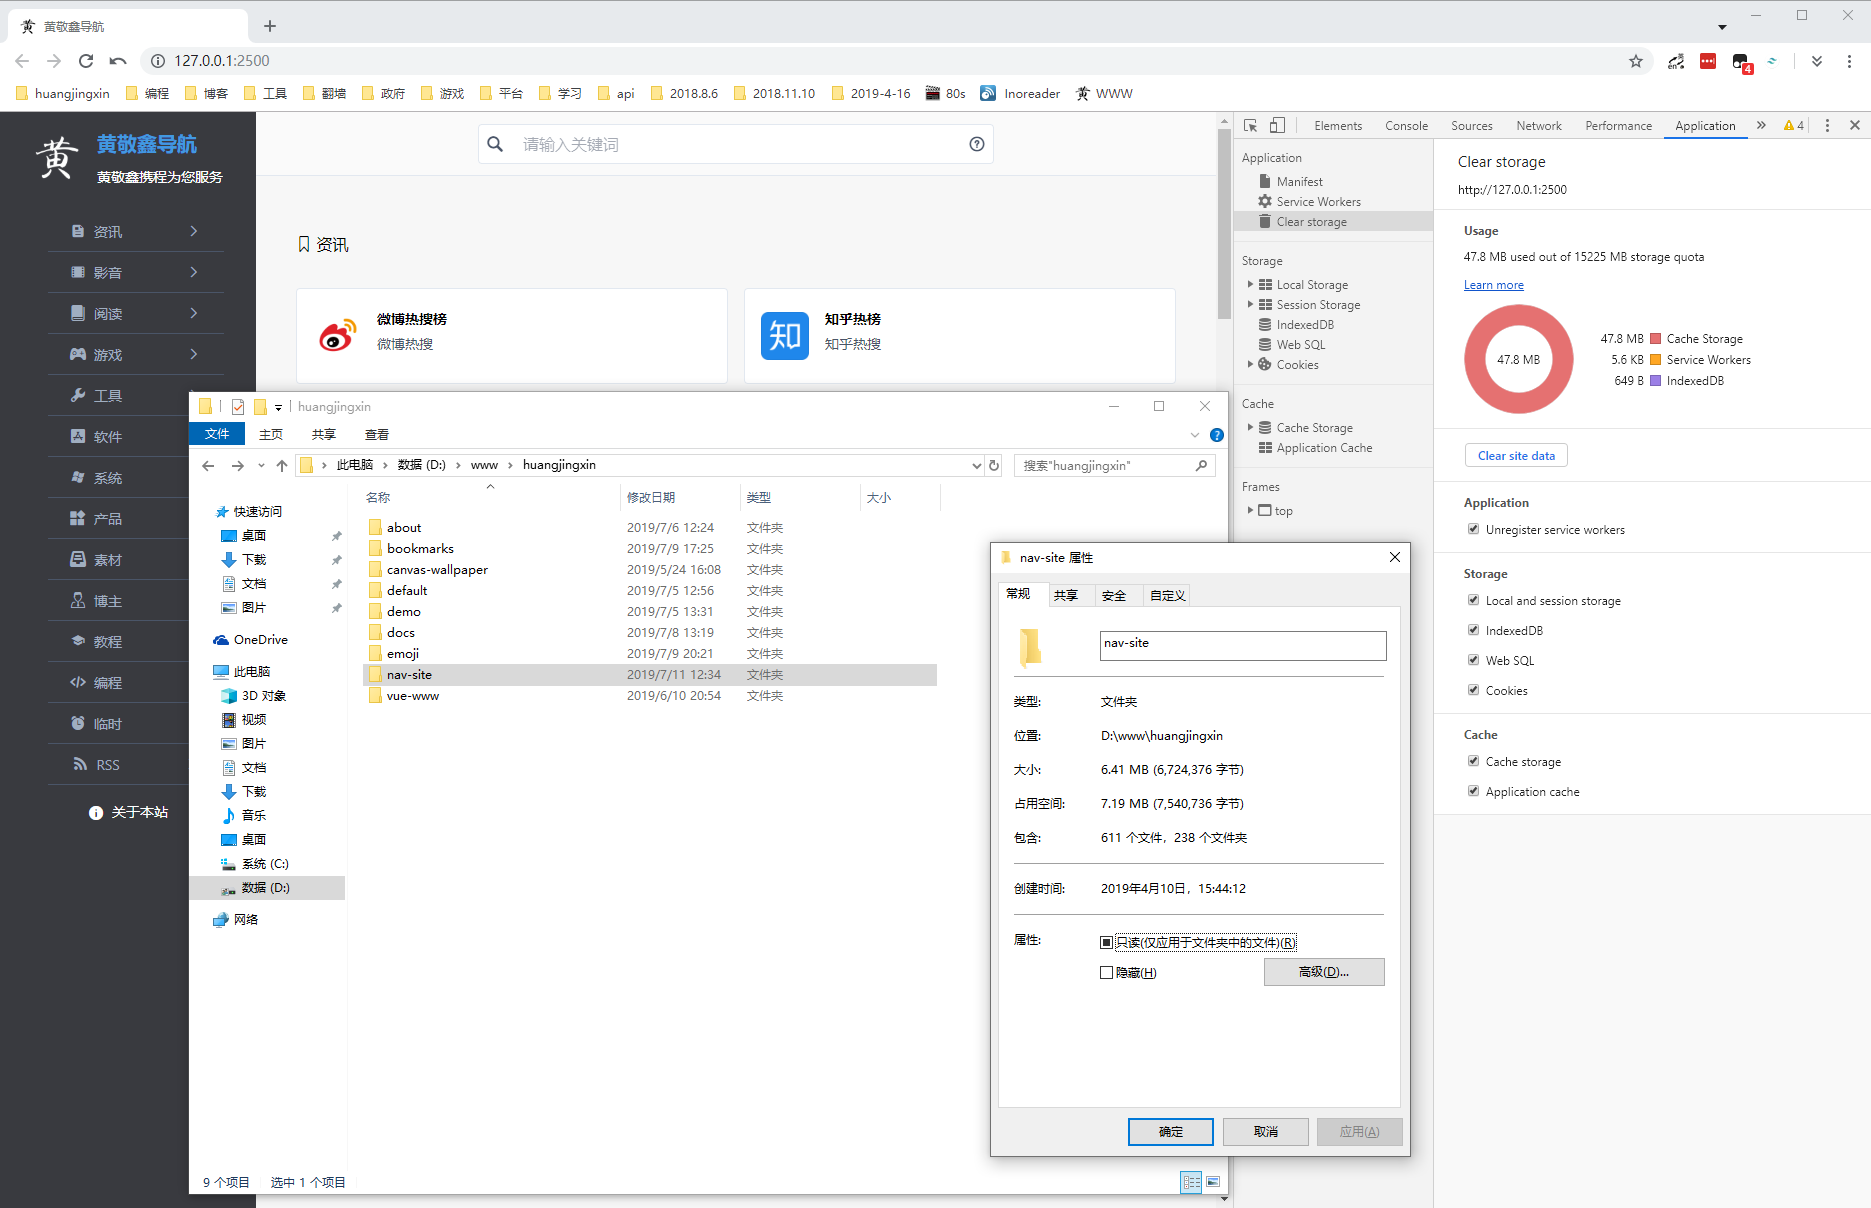 黄敬鑫导航
127.0.0.1:2500
huangjingxin 编程 博客 工具 翻墙 政府 游戏 平台 学习 api 2018.8.6 2018.11.10 2019-4-16 80s Inoreader 黄 WWW
黄
黄敬鑫导航
黄敬鑫携程为您服务
资讯
影音
阅读
游戏
工具
软件
系统
产品
素材
博主
教程
编程
临时
RSS
关于本站
请输入关键词
资讯
微博热搜榜
微博热搜
知
知乎热榜
知乎热搜
huangjingxin
文件 主页 共享 查看
此电脑 › 数据 (D:) › www › huangjingxin
搜索"huangjingxin"
快速访问
桌面
下载
文档
图片
OneDrive
此电脑
3D 对象
视频
图片
文档
下载
音乐
桌面
系统 (C:)
数据 (D:)
网络
名称 修改日期 类型 大小
about 2019/7/6 12:24 文件夹
bookmarks 2019/7/9 17:25 文件夹
canvas-wallpaper 2019/5/24 16:08 文件夹
default 2019/7/5 12:56 文件夹
demo 2019/7/5 13:31 文件夹
docs 2019/7/8 13:19 文件夹
emoji 2019/7/9 20:21 文件夹
nav-site 2019/7/11 12:34 文件夹
vue-www 2019/6/10 20:54 文件夹
9 个项目 选中 1 个项目
nav-site 属性
常规 共享 安全 自定义
nav-site
类型: 文件夹
位置: D:\www\huangjingxin
大小: 6.41 MB (6,724,376 字节)
占用空间: 7.19 MB (7,540,736 字节)
包含: 611 个文件，238 个文件夹
创建时间: 2019年4月10日，15:44:12
属性: 只读(仅应用于文件夹中的文件)(R)
隐藏(H) 高级(D)...
确定 取消 应用(A)
Elements Console Sources Network Performance Application » 4
Application
Manifest
Service Workers
Clear storage
Storage
Local Storage
Session Storage
IndexedDB
Web SQL
Cookies
Cache
Cache Storage
Application Cache
Frames
top
Clear storage
http://127.0.0.1:2500
Usage
47.8 MB used out of 15225 MB storage quota
Learn more
47.8 MB
47.8 MB Cache Storage
5.6 KB Service Workers
649 B IndexedDB
Clear site data
Application
Unregister service workers
Storage
Local and session storage
IndexedDB
Web SQL
Cookies
Cache
Cache storage
Application cache